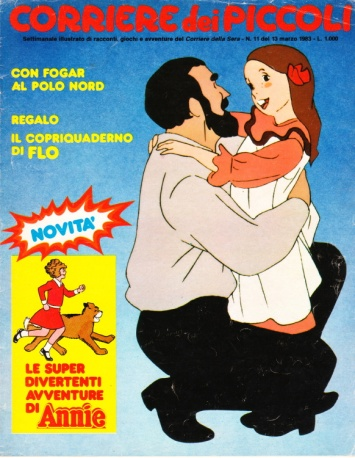 CORRIERE dei PICCOLI
Settimanale illustrato di racconti, giochi e avventure del Corriere della Sera - N. 11 del 13 marzo 1983 - L. 1.000
CON FOGAR
AL POLO NORD
REGALO
IL COPRIQUADERNO
DI FLO
NOVITA'
LE SUPER
DIVERTENTI
AVVENTURE
DI Annie